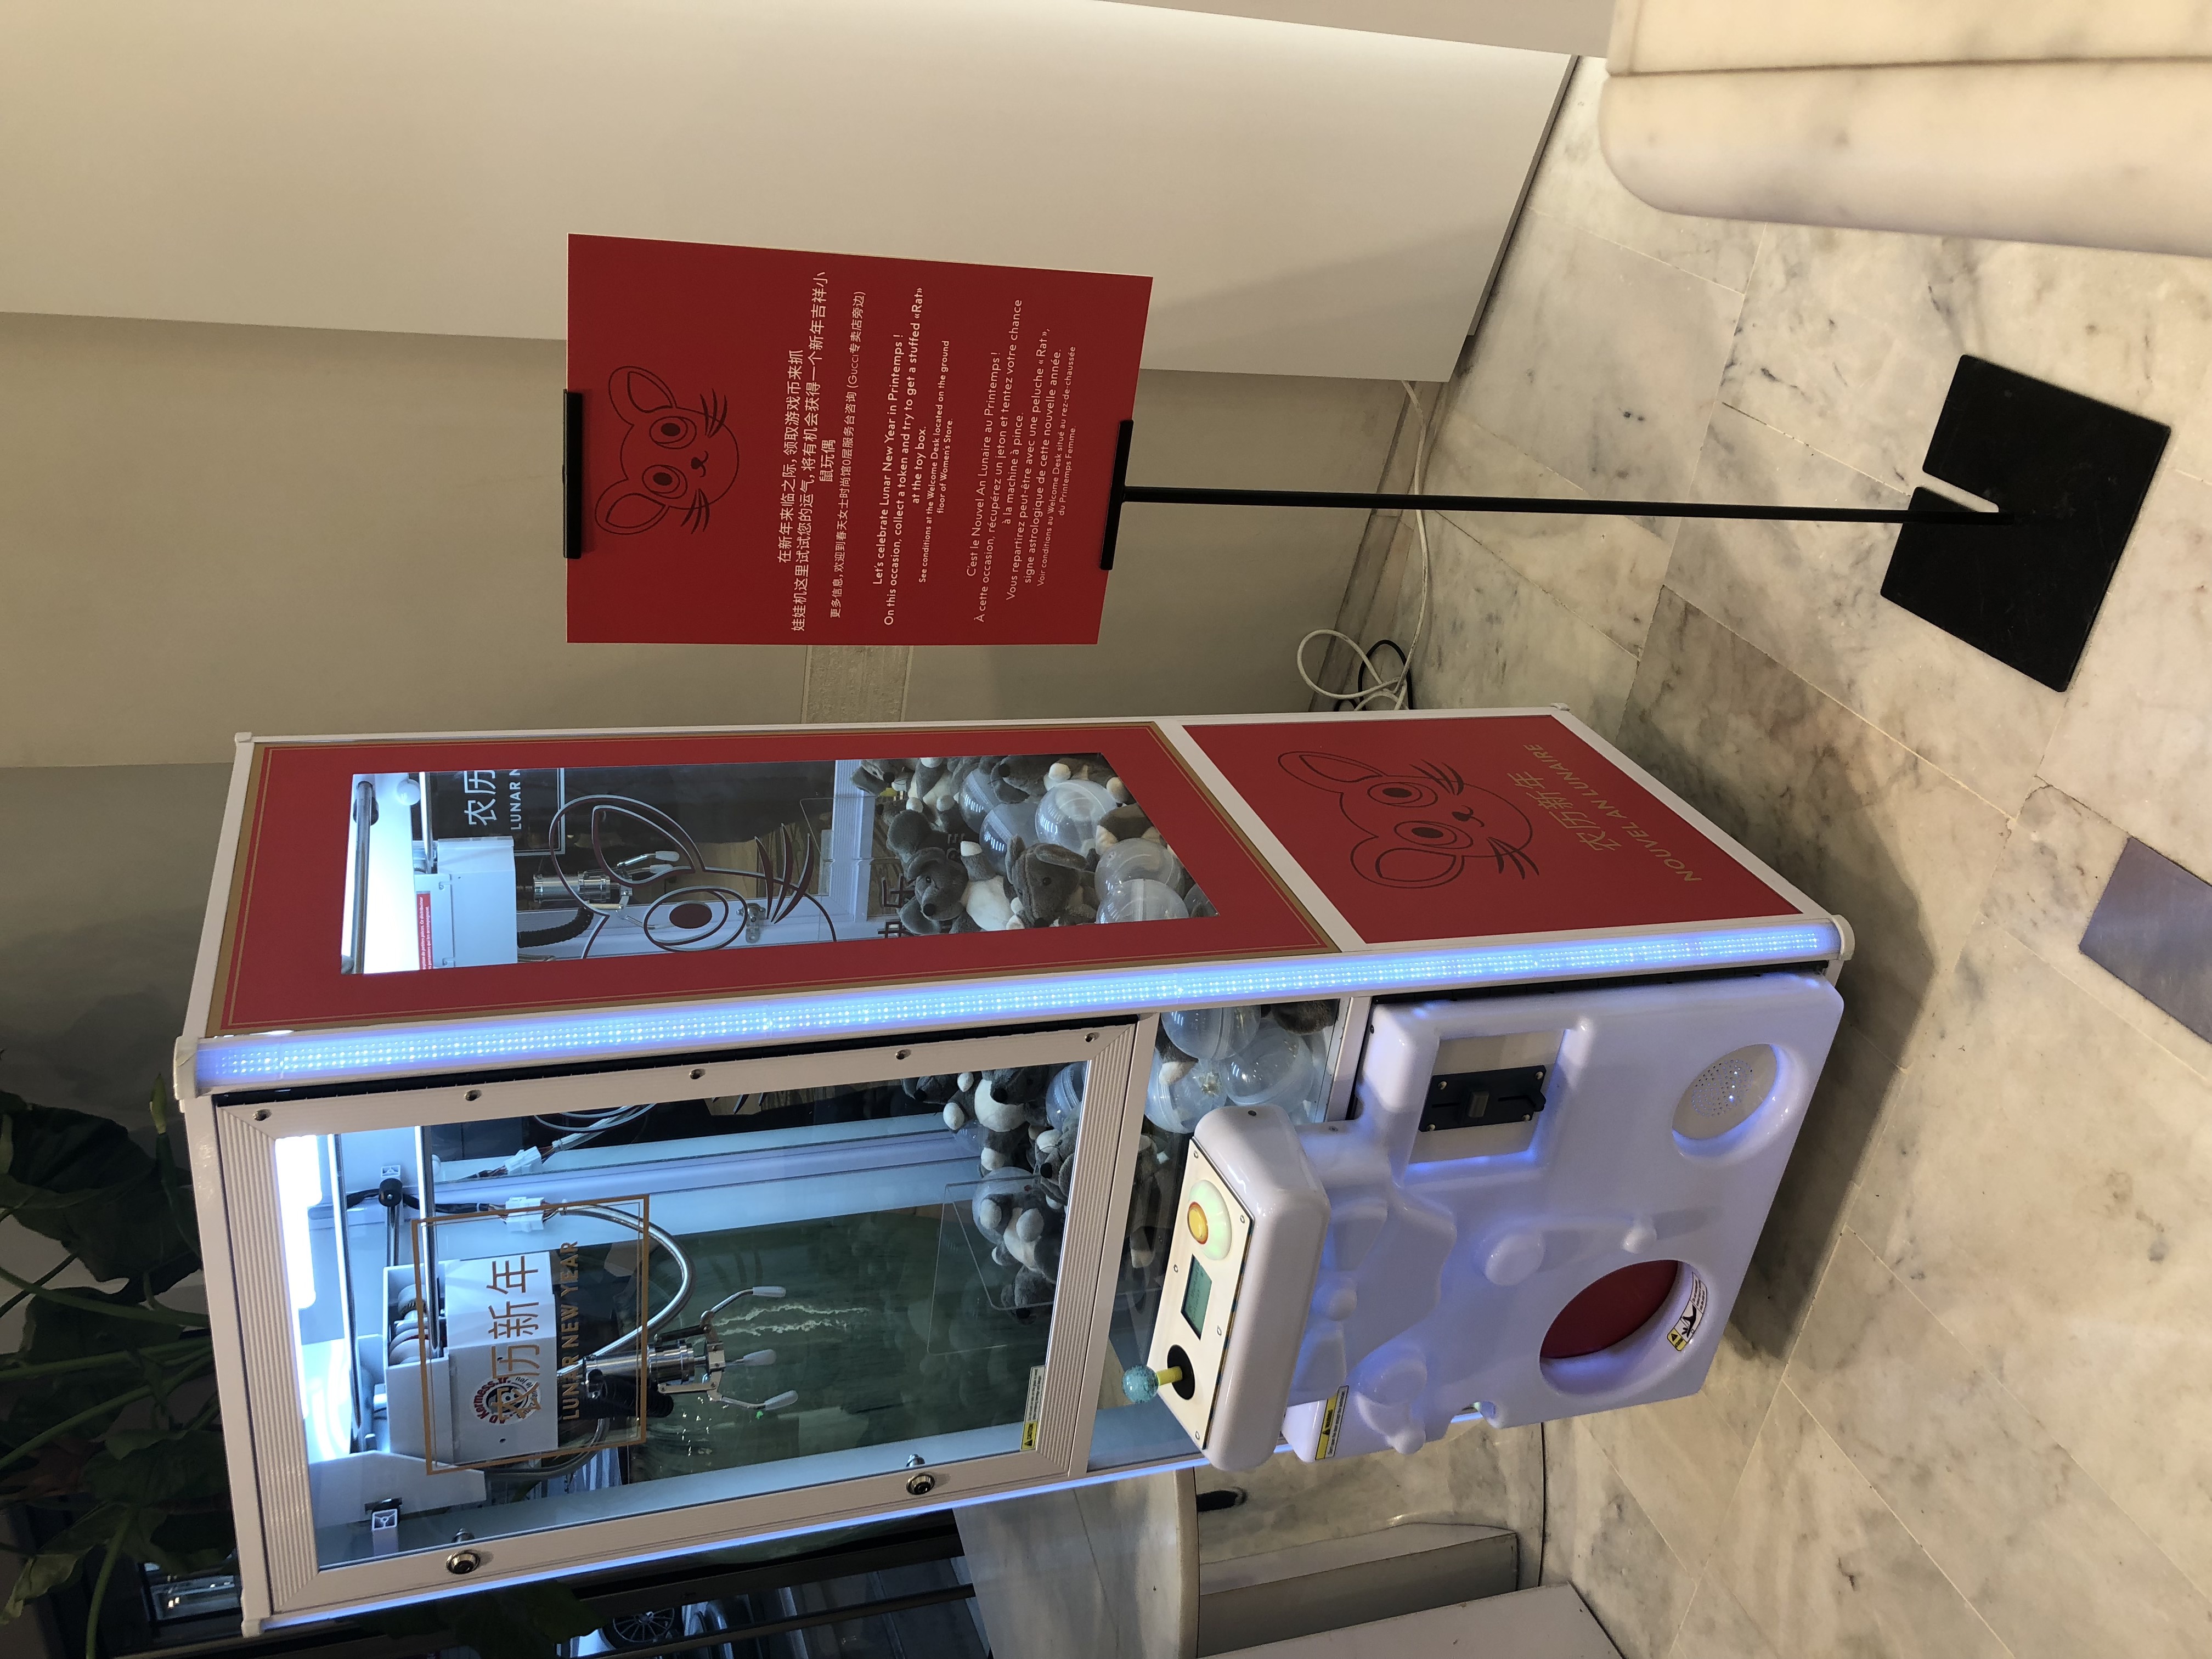 农历新年
LUNAR NEW YEAR
农历
LUNAR N
在新年来临之际，领取游戏币来抓
娃娃机这里试试您的运气，将有机会获得一个新年吉祥小
鼠玩偶
更多信息，欢迎到春天女士时尚馆0层服务台咨询 (GUCCI专卖店旁边)
Let's celebrate Lunar New Year in Printemps !
On this occasion, collect a token and try to get a stuffed «Rat»
at the toy box.
See conditions at the Welcome Desk located on the ground
floor of Women's Store.
C'est le Nouvel An Lunaire au Printemps !
À cette occasion, récupérez un jeton et tentez votre chance
à la machine à pince.
Vous repartirez peut-être avec une peluche « Rat »,
signe astrologique de cette nouvelle année.
Voir conditions au Welcome Desk situé au rez-de-chaussée
du Printemps Femme.
CAUTION
WARNING
农历新年
NOUVEL AN LUNAIRE